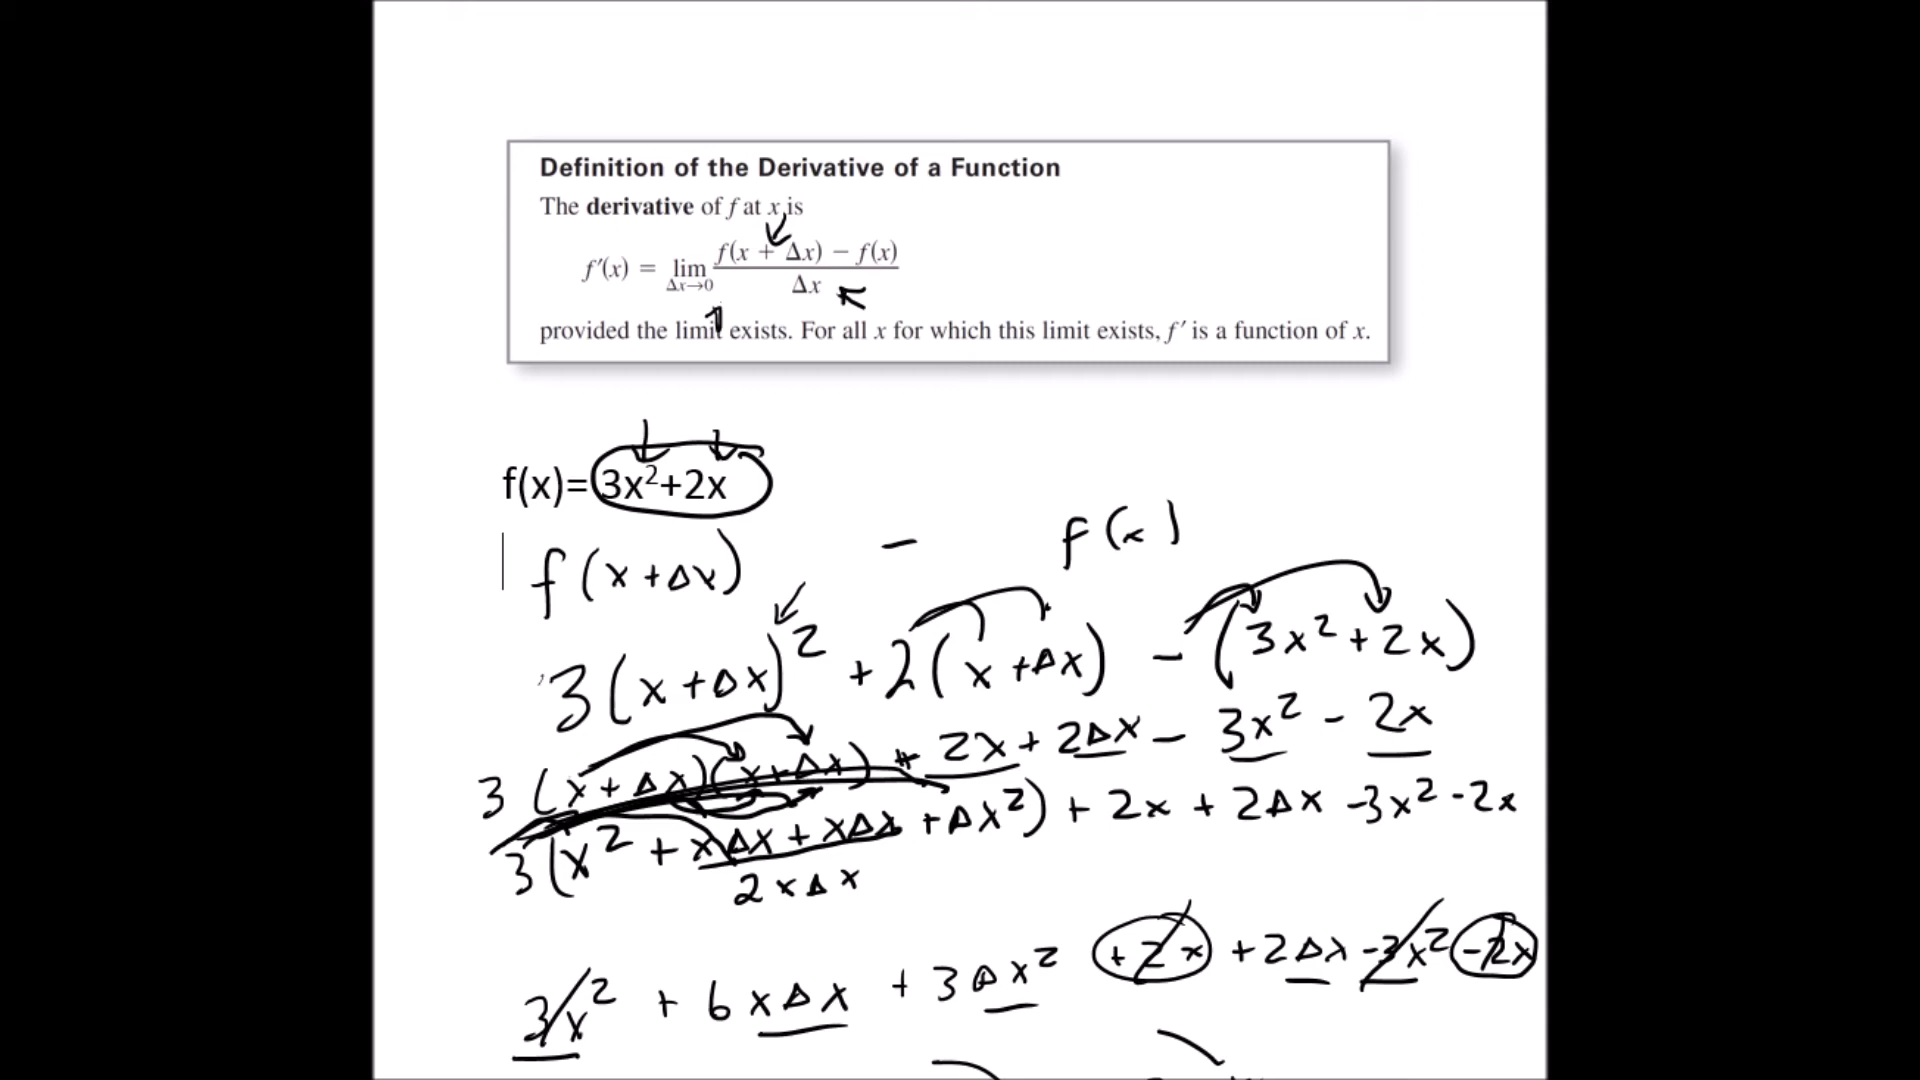 Definition of the Derivative of a Function
The derivative of f at x is
f′(x) = lim Δx→0 f(x + Δx) − f(x) / Δx
provided the limit exists. For all x for which this limit exists, f′ is a function of x.
f(x)=3x²+2x
f(x+Δx) − f(x)
3(x+Δx)² +2(x+Δx) −(3x²+2x)
3(x+Δx)(x+Δx) + 2x + 2Δx − 3x² − 2x
3(x² + xΔx + xΔx +Δx²) + 2x + 2Δx −3x² −2x
2xΔx
3x² + 6xΔx + 3Δx² +2x +2Δx −3x² −2x